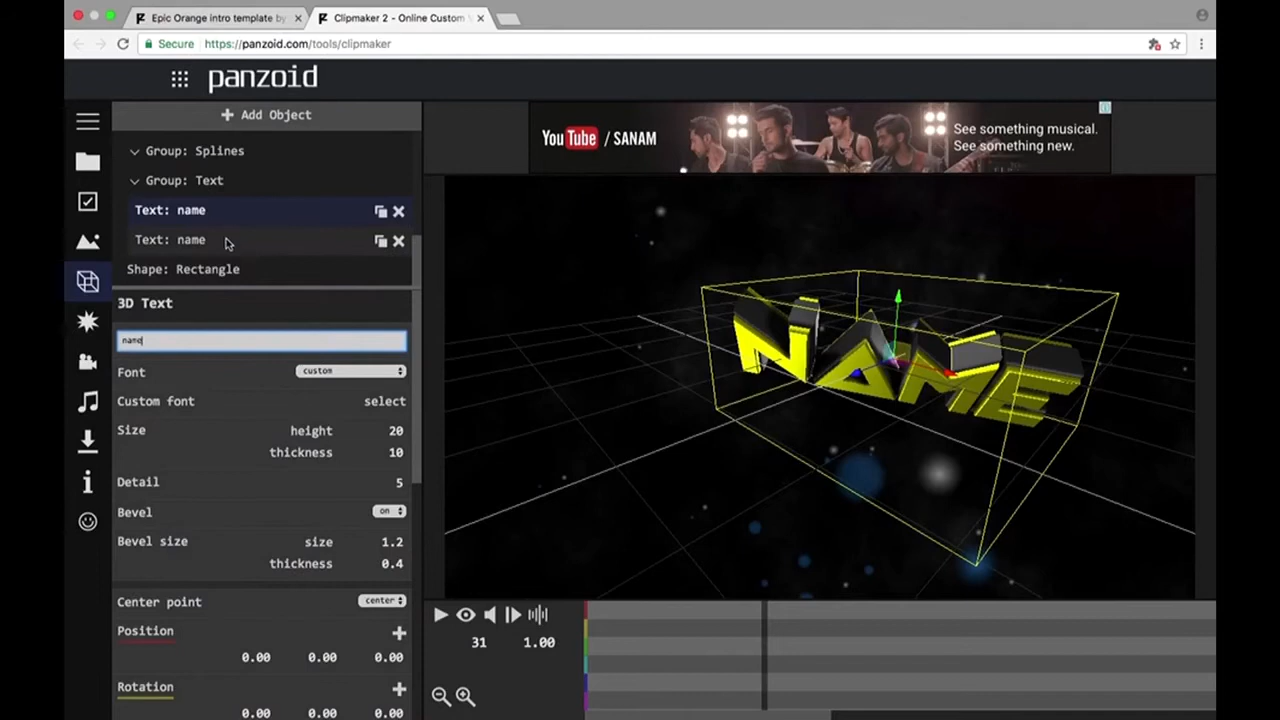 Epic Orange intro template by
Clipmaker 2 - Online Custom V
Secure
https://panzoid.com/tools/clipmaker
panzoid
Add Object
Group: Splines
Group: Text
Text: name
Text: name
Shape: Rectangle
3D Text
name
Font custom
Custom font select
Size height 20
thickness 10
Detail 5
Bevel on
Bevel size size 1.2
thickness 0.4
Center point center
Position
0.00 0.00 0.00
Rotation
0.00 0.00 0.00
YouTube / SANAM
See something musical.
See something new.
NAME
31 1.00